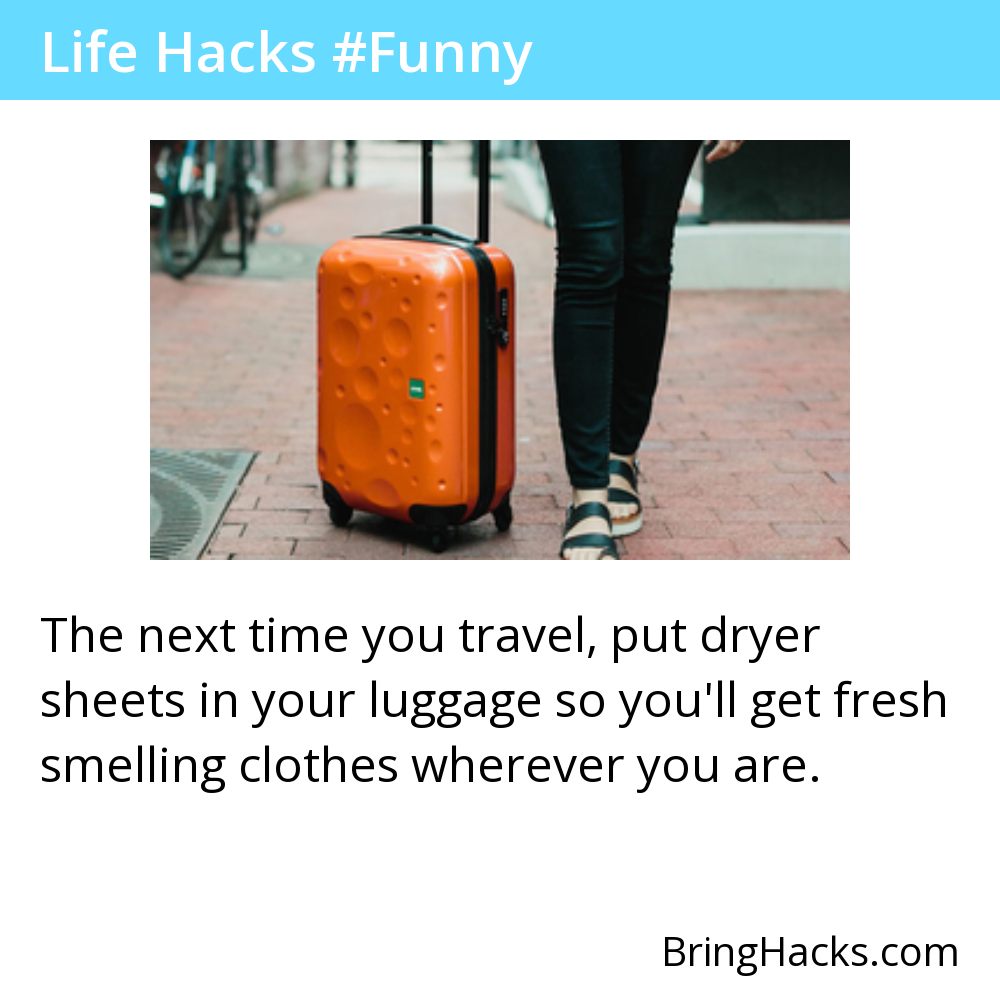 Life Hacks #Funny
The next time you travel, put dryer
sheets in your luggage so you'll get fresh
smelling clothes wherever you are.
BringHacks.com